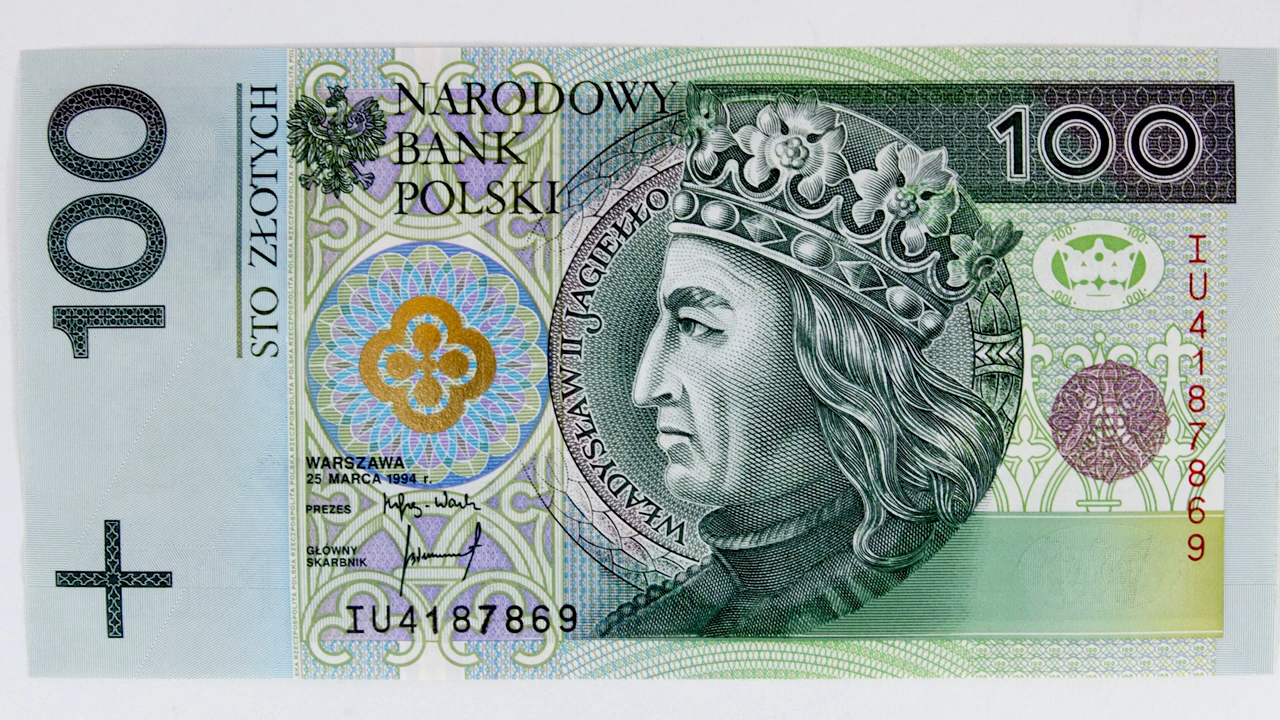 100
STO ZŁOTYCH
NARODOWY
BANK
POLSKI
100
WŁADYSŁAW II JAGIEŁŁO
IU4187869
WARSZAWA
25 MARCA 1994 r.
PREZES
GŁÓWNY
SKARBNIK
IU4187869